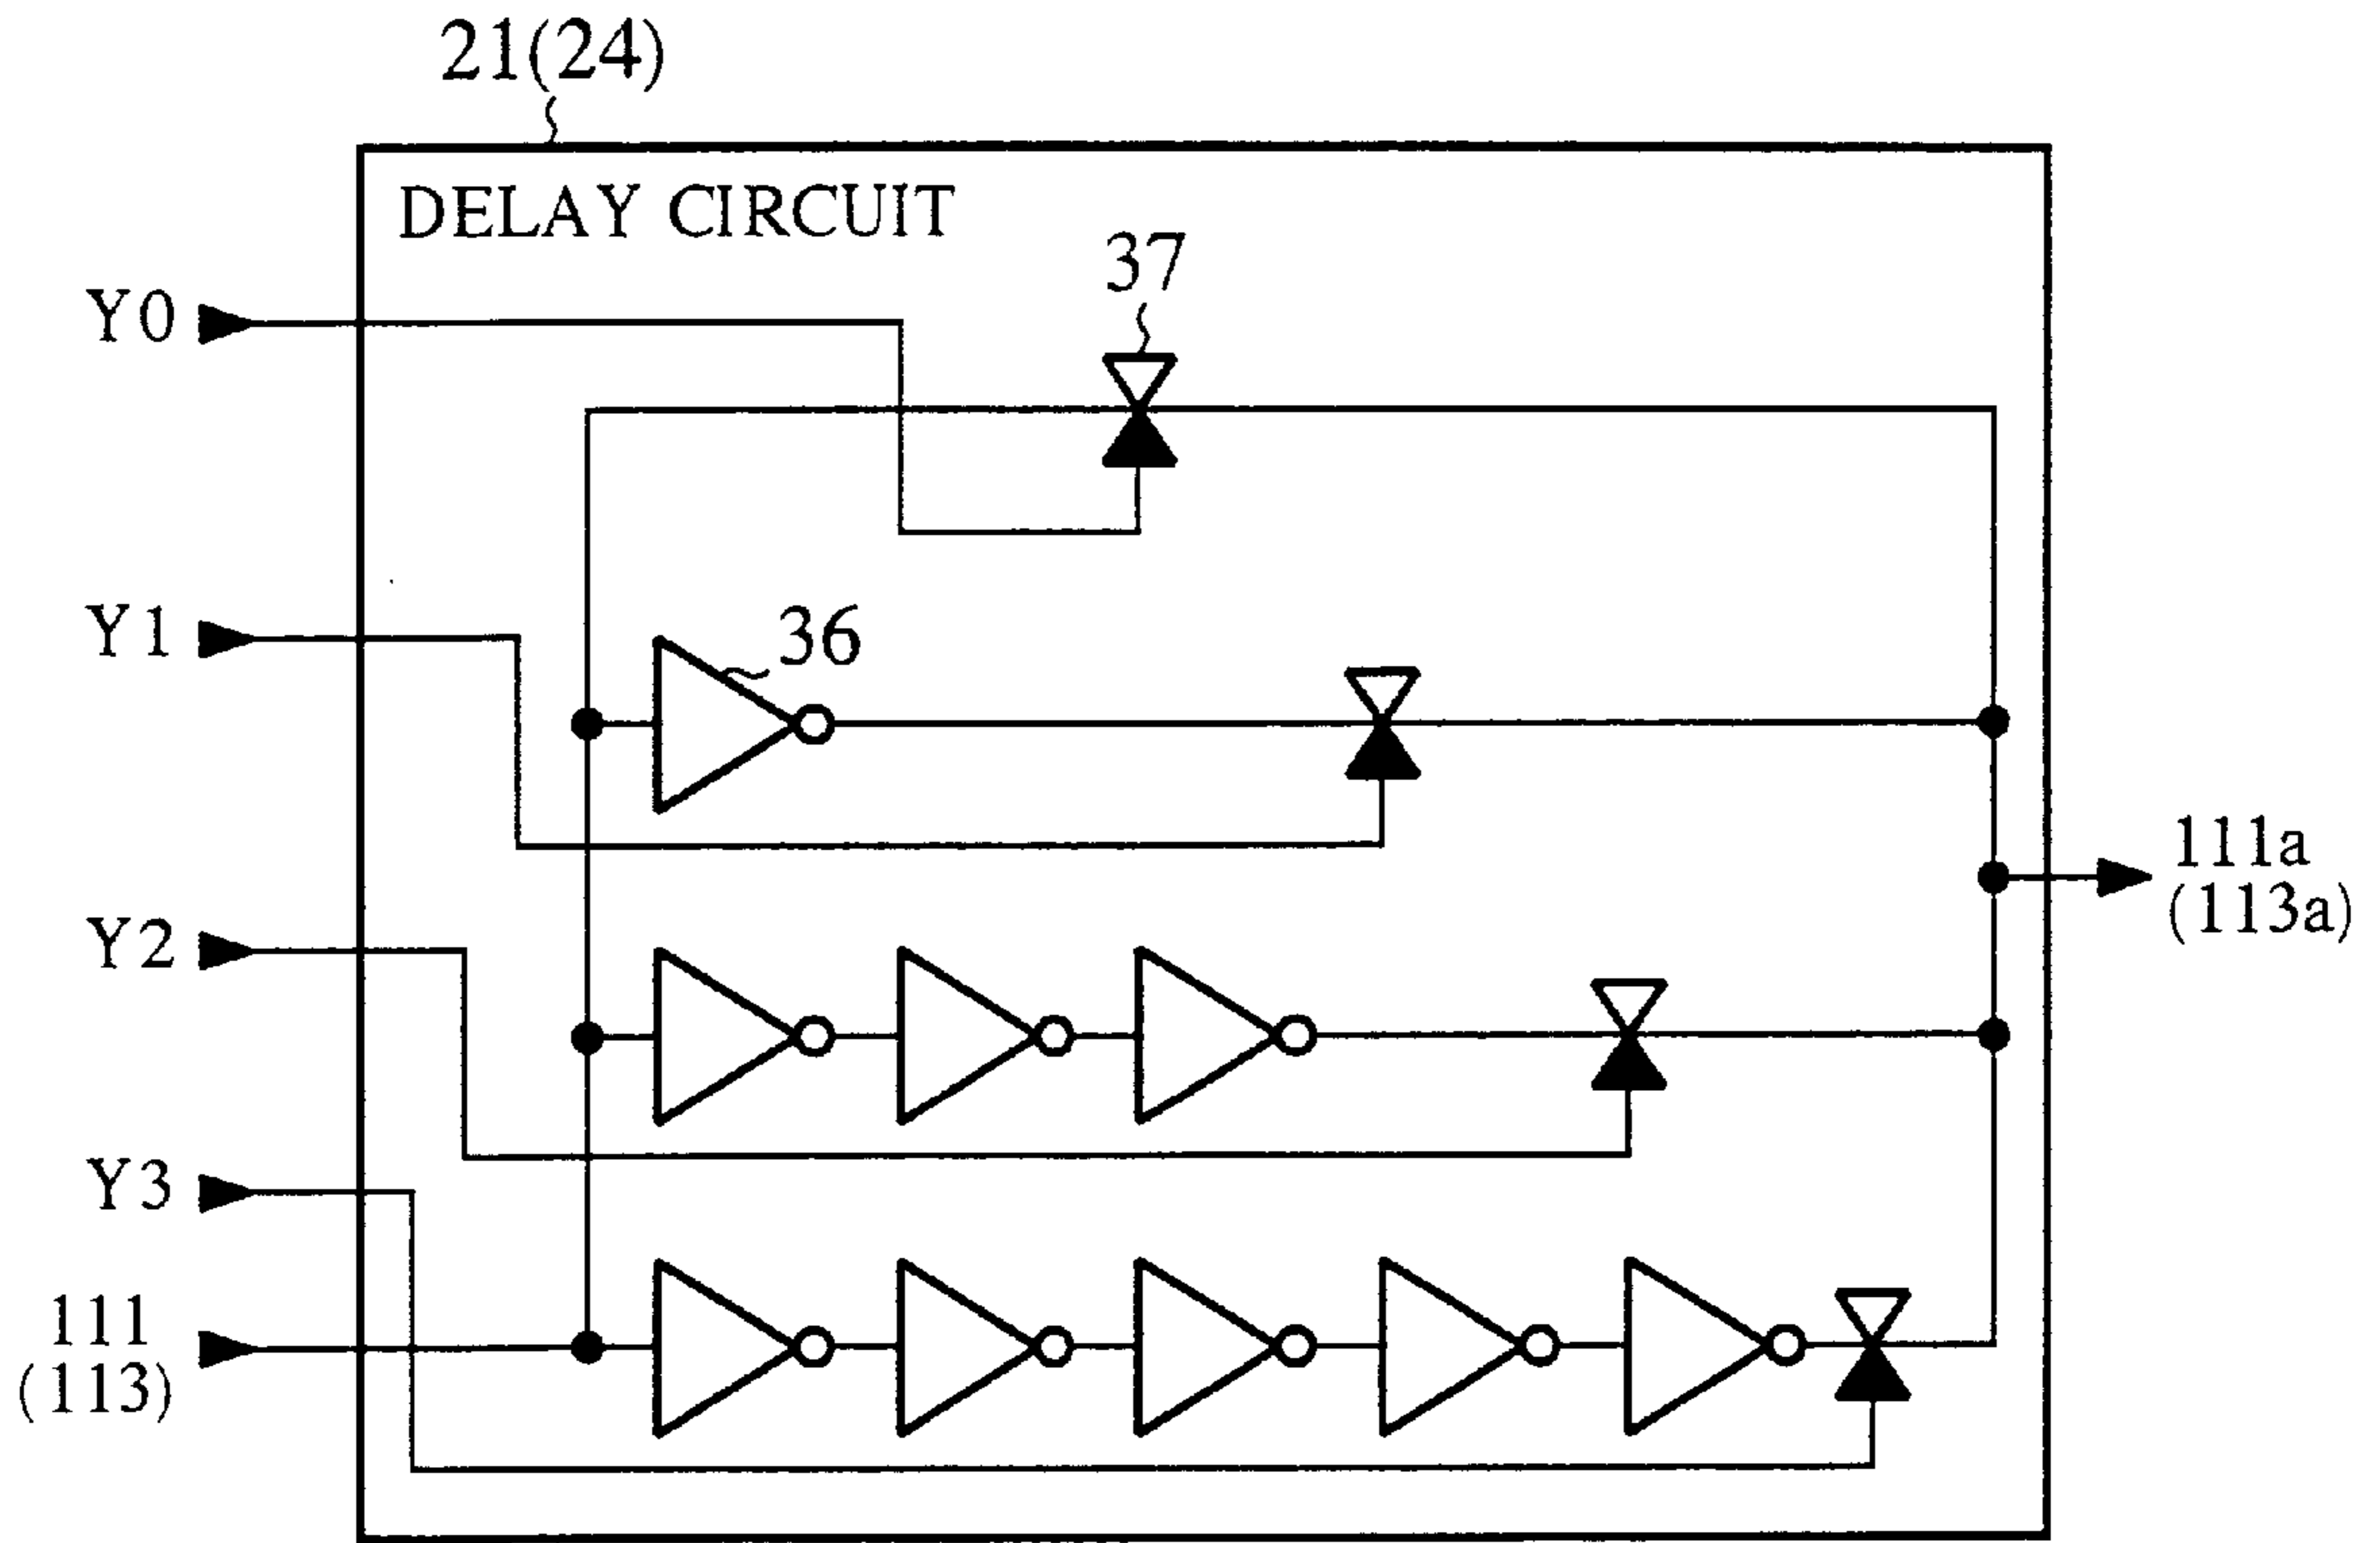 21(24)
DELAY CIRCUIT
37
Y0
Y1
36
111a
(113a)
Y2
Y3
111
(113)